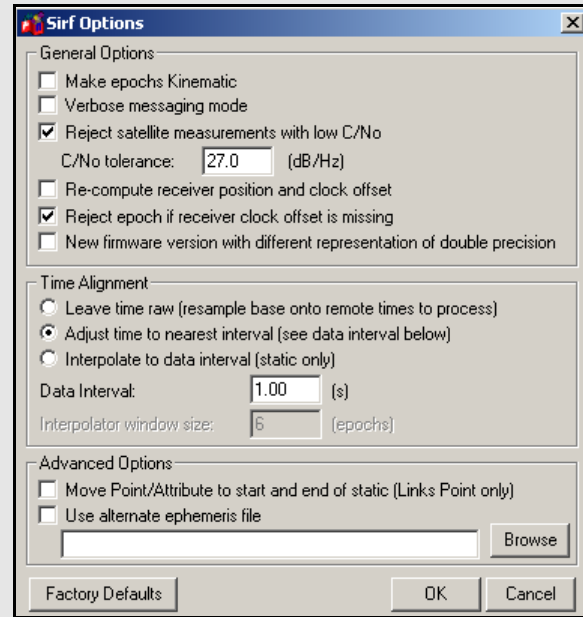 Sirf Options
General Options
Make epochs Kinematic
Verbose messaging mode
Reject satellite measurements with low C/No
C/No tolerance: 27.0 (dB/Hz)
Re-compute receiver position and clock offset
Reject epoch if receiver clock offset is missing
New firmware version with different representation of double precision
Time Alignment
Leave time raw (resample base onto remote times to process)
Adjust time to nearest interval (see data interval below)
Interpolate to data interval (static only)
Data Interval: 1.00 (s)
Interpolator window size: 6 (epochs)
Advanced Options
Move Point/Attribute to start and end of static (Links Point only)
Use alternate ephemeris file
Browse
Factory Defaults OK Cancel